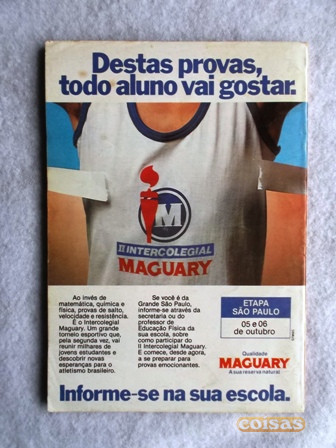 Destas provas,
todo aluno vai gostar.
M
II INTERCOLEGIAL
MAGUARY
Ao invés de
matemática, química e
física, provas de salto,
velocidade e resistência.
É o Intercolegial
Maguary. Um grande
torneio esportivo que,
pela segunda vez, vai
reunir milhares de
jovens estudantes e
descobrir novas
esperanças para o
atletismo brasileiro.
Se você é da
Grande São Paulo,
informe-se através da
secretaria ou do
professor de
Educação Física da
sua escola, sobre
como participar do
II Intercolegial Maguary.
E comece, desde agora,
a se preparar para
provas emocionantes.
ETAPA
SÃO PAULO
05 e 06
de outubro
Qualidade
MAGUARY
A sua reserva natural
Informe-se na sua escola.
coisas